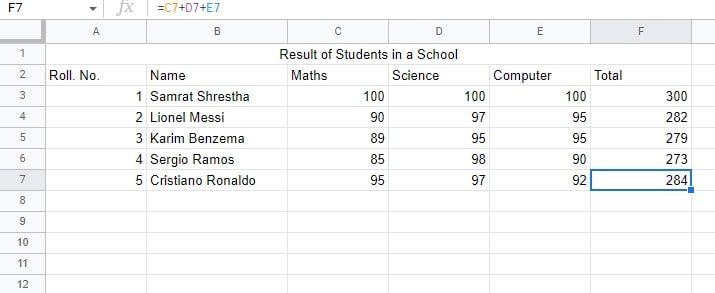 F7 fx =C7+D7+E7
A B C D E F
1 Result of Students in a School
2 Roll. No. Name Maths Science Computer Total
3 1 Samrat Shrestha 100 100 100 300
4 2 Lionel Messi 90 97 95 282
5 3 Karim Benzema 89 95 95 279
6 4 Sergio Ramos 85 98 90 273
7 5 Cristiano Ronaldo 95 97 92 284
8
9
10
11
12